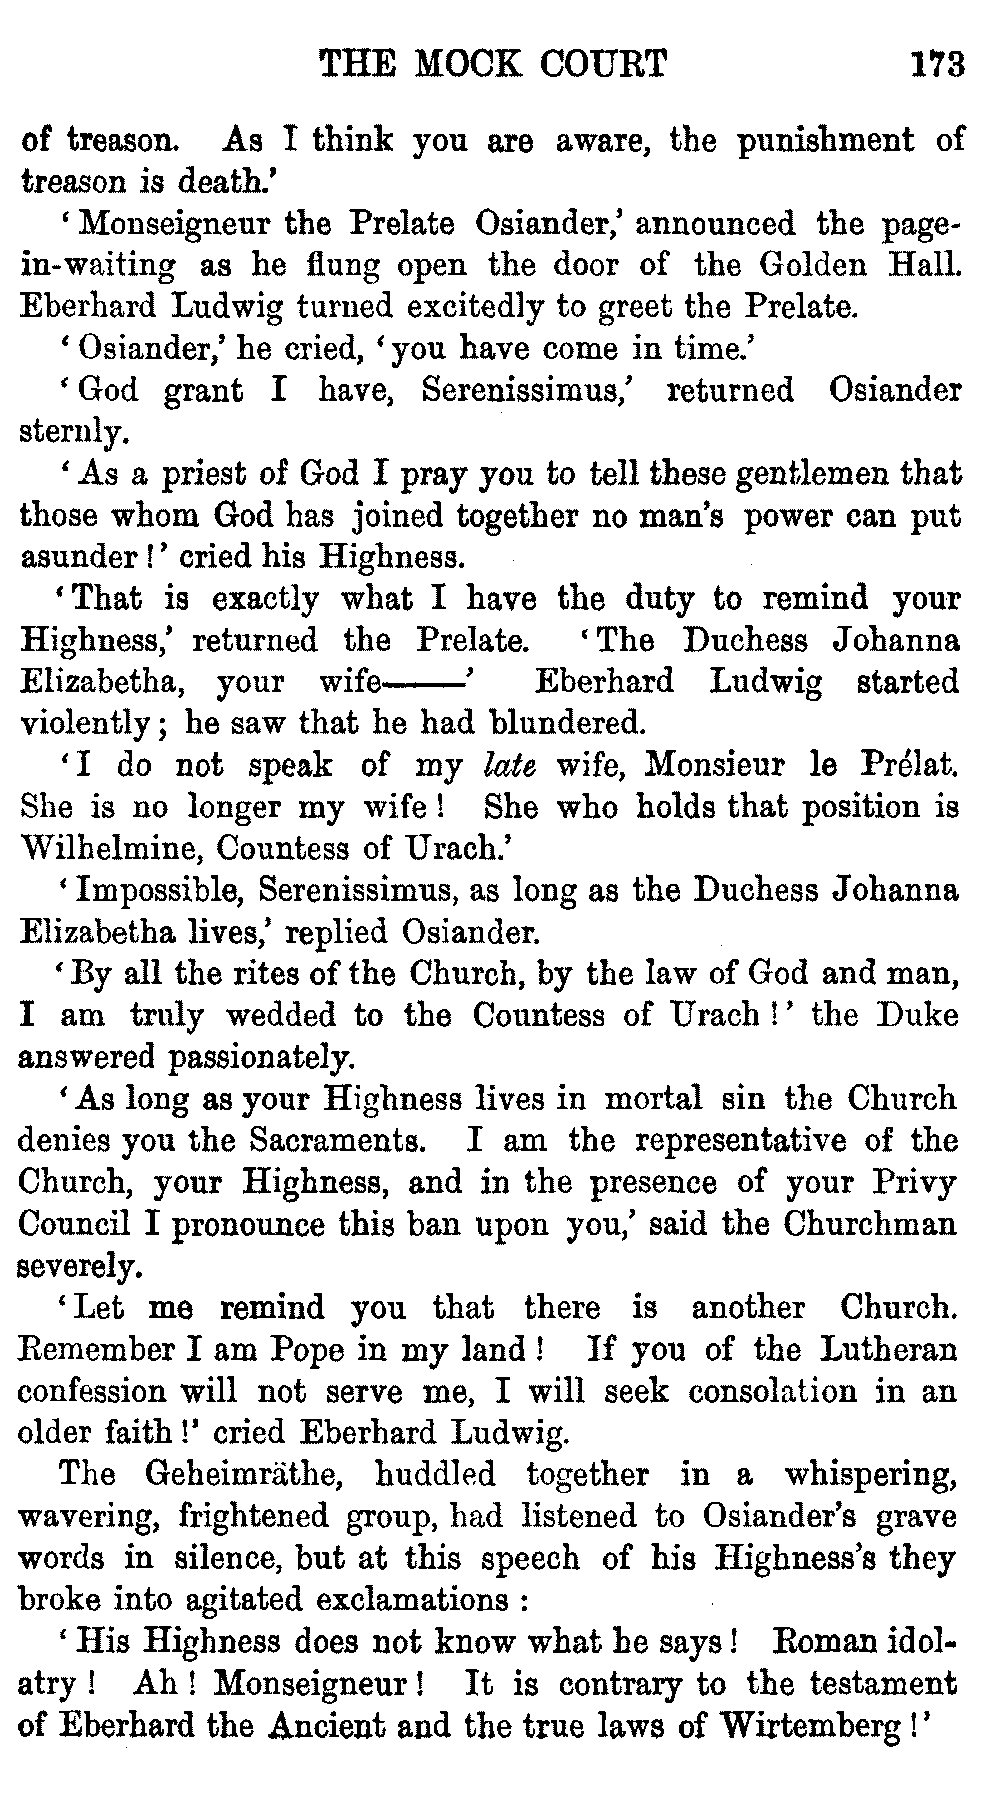 THE MOCK COURT 173
of treason. As I think you are aware, the punishment of
treason is death.'
' Monseigneur the Prelate Osiander,' announced the page-
in-waiting as he flung open the door of the Golden Hall.
Eberhard Ludwig turned excitedly to greet the Prelate.
' Osiander,' he cried, 'you have come in time.'
' God grant I have, Serenissimus,' returned Osiander
sternly.
' As a priest of God I pray you to tell these gentlemen that
those whom God has joined together no man's power can put
asunder !' cried his Highness.
'That is exactly what I have the duty to remind your
Highness,' returned the Prelate. 'The Duchess Johanna
Elizabetha, your wife——' Eberhard Ludwig started
violently ; he saw that he had blundered.
'I do not speak of my late wife, Monsieur le Prélat.
She is no longer my wife ! She who holds that position is
Wilhelmine, Countess of Urach.'
' Impossible, Serenissimus, as long as the Duchess Johanna
Elizabetha lives,' replied Osiander.
'By all the rites of the Church, by the law of God and man,
I am truly wedded to the Countess of Urach !' the Duke
answered passionately.
'As long as your Highness lives in mortal sin the Church
denies you the Sacraments. I am the representative of the
Church, your Highness, and in the presence of your Privy
Council I pronounce this ban upon you,' said the Churchman
severely.
'Let me remind you that there is another Church.
Remember I am Pope in my land ! If you of the Lutheran
confession will not serve me, I will seek consolation in an
older faith !' cried Eberhard Ludwig.
The Geheimräthe, huddled together in a whispering,
wavering, frightened group, had listened to Osiander's grave
words in silence, but at this speech of his Highness's they
broke into agitated exclamations :
' His Highness does not know what he says ! Roman idol-
atry ! Ah ! Monseigneur ! It is contrary to the testament
of Eberhard the Ancient and the true laws of Wirtemberg !'